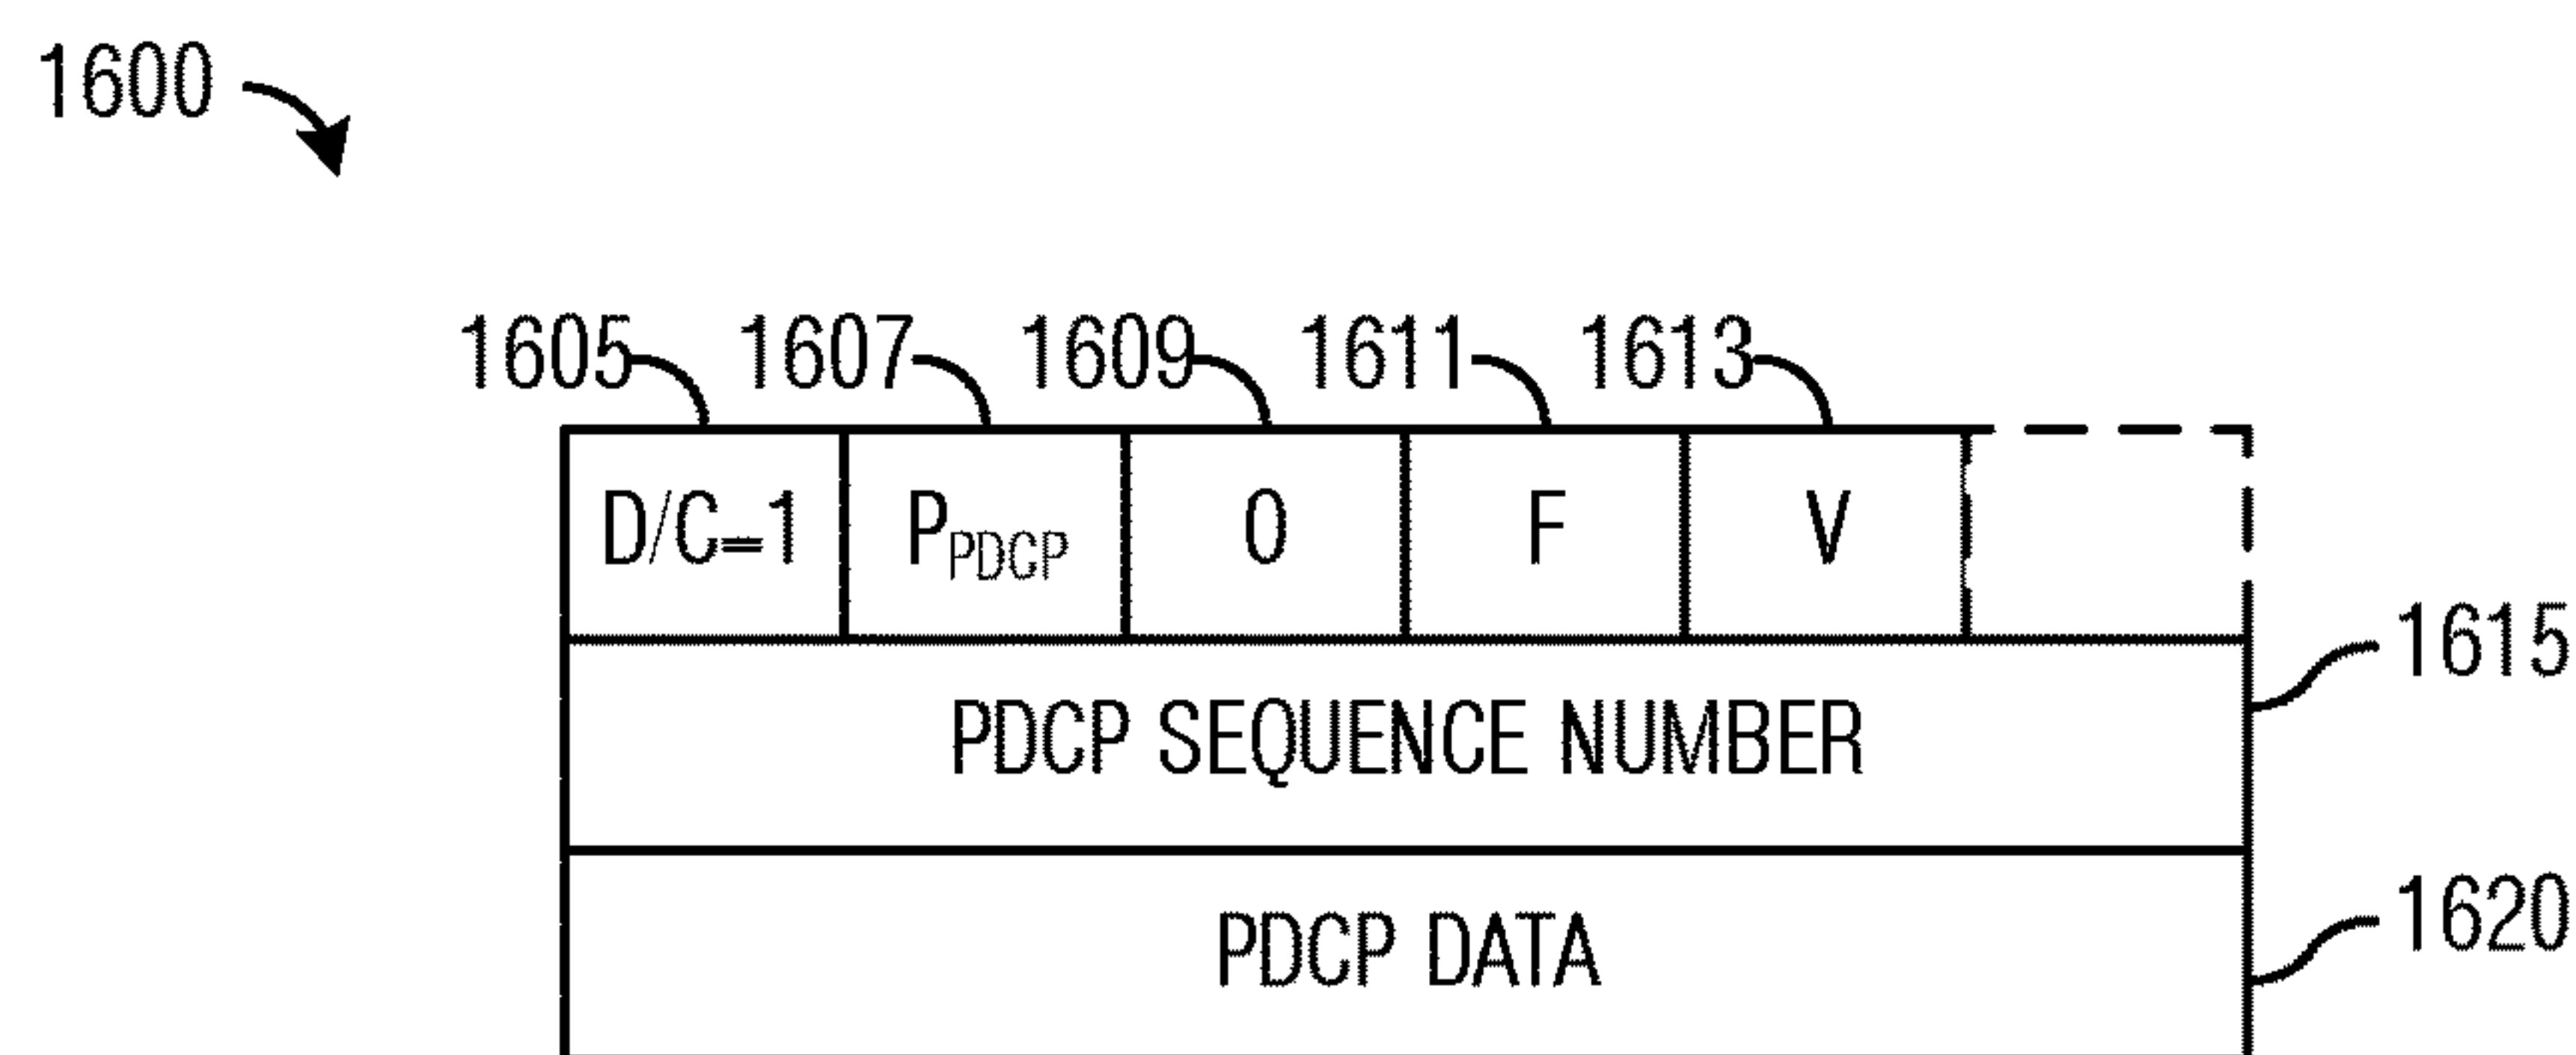 1600
1605 1607 1609 1611 1613
D/C=1 PPDCP O F V
1615
PDCP SEQUENCE NUMBER
1620
PDCP DATA